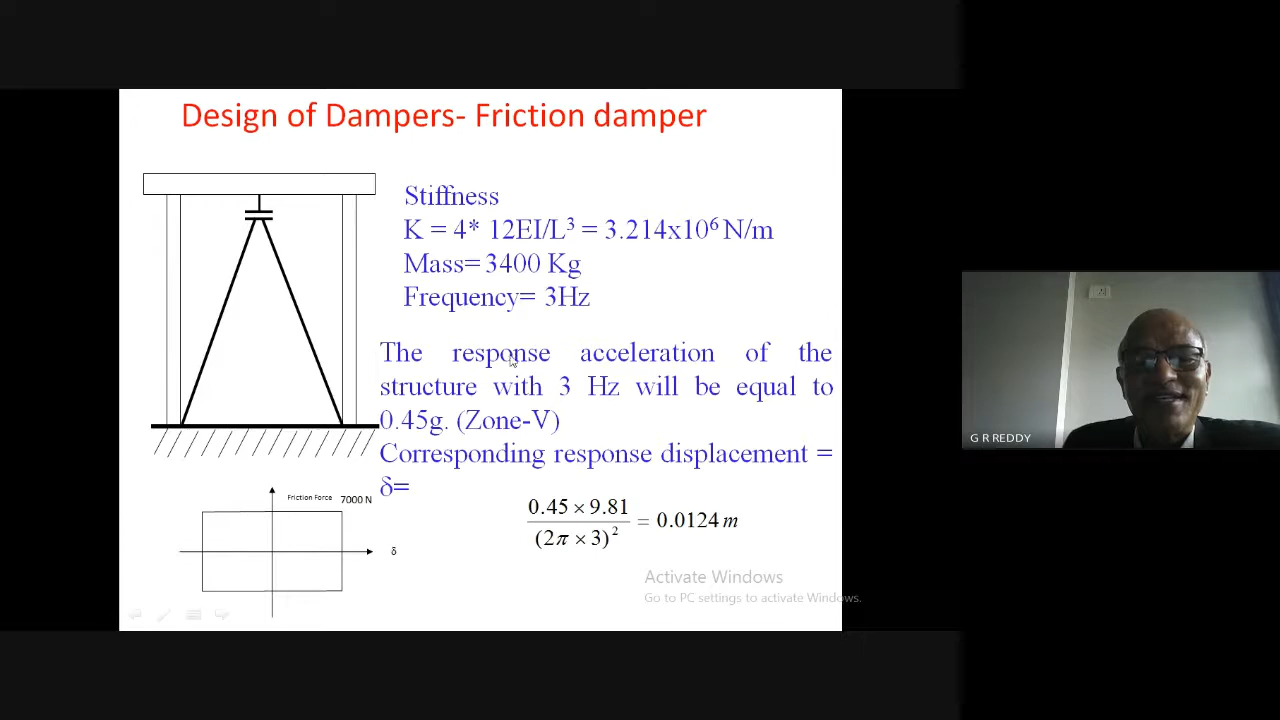 Design of Dampers- Friction damper
Stiffness
K = 4* 12EI/L³ = 3.214x10⁶ N/m
Mass= 3400 Kg
Frequency= 3Hz
The response acceleration of the
structure with 3 Hz will be equal to
0.45g. (Zone-V)
Corresponding response displacement =
δ=
0.45 × 9.81
(2π × 3)²
= 0.0124 m
Friction Force 7000 N
δ
Activate Windows
Go to PC settings to activate Windows.
G R REDDY